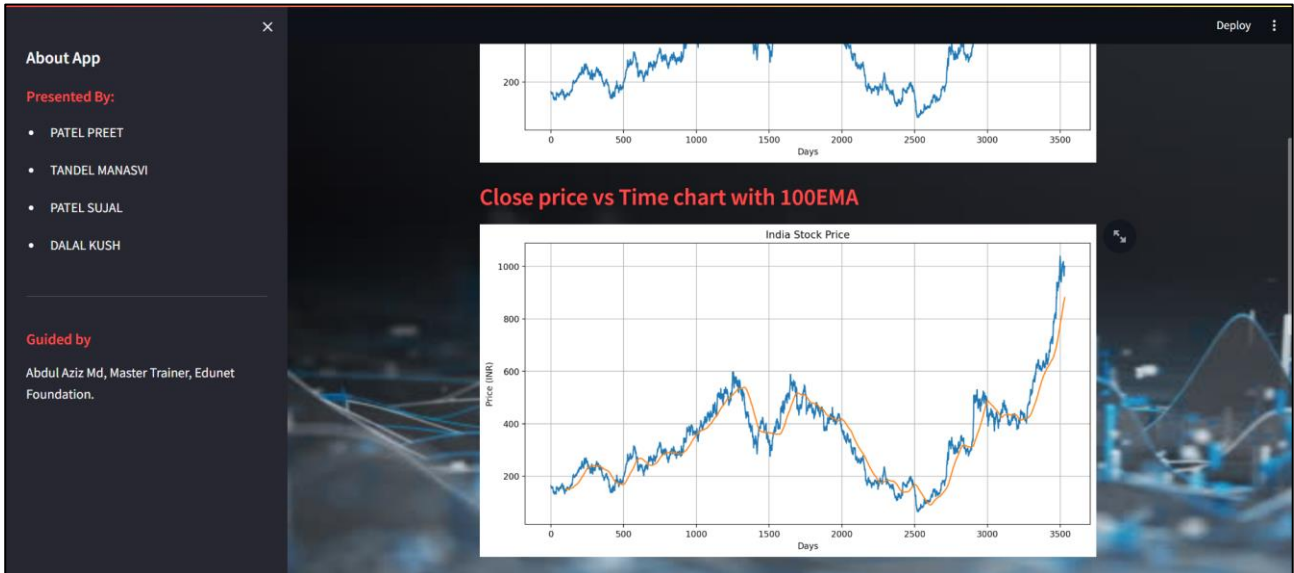 Deploy
About App
Presented By:
• PATEL PREET
• TANDEL MANASVI
• PATEL SUJAL
• DALAL KUSH
Guided by
Abdul Aziz Md, Master Trainer, Edunet
Foundation.
200
0 500 1000 1500 2000 2500 3000 3500
Days
Close price vs Time chart with 100EMA
India Stock Price
Price (INR)
1000
800
600
400
200
0 500 1000 1500 2000 2500 3000 3500
Days